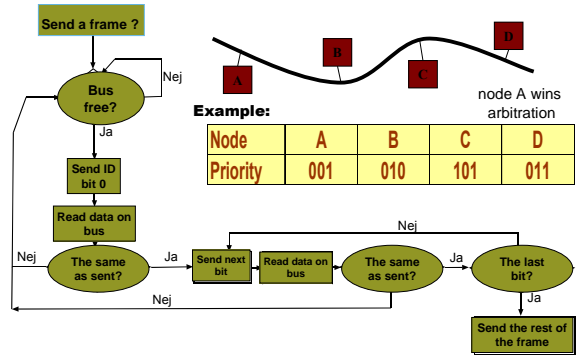 Send a frame ?
Nej
Bus
free?
Ja
Send ID
bit 0
Read data on
bus
Nej
The same
as sent?
Ja
Send next
bit
Read data on
bus
The same
as sent?
Ja
The last
bit?
Nej
Nej
Ja
Send the rest of
the frame
A
B
C
D
node A wins
arbitration
Example:
Node A B C D
Priority 001 010 101 011